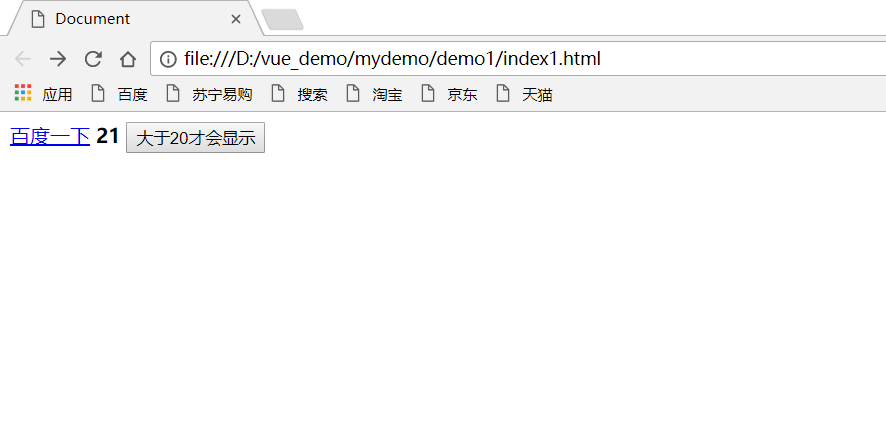 Document
file:///D:/vue_demo/mydemo/demo1/index1.html
应用 百度 苏宁易购 搜索 淘宝 京东 天猫
百度一下 21 大于20才会显示